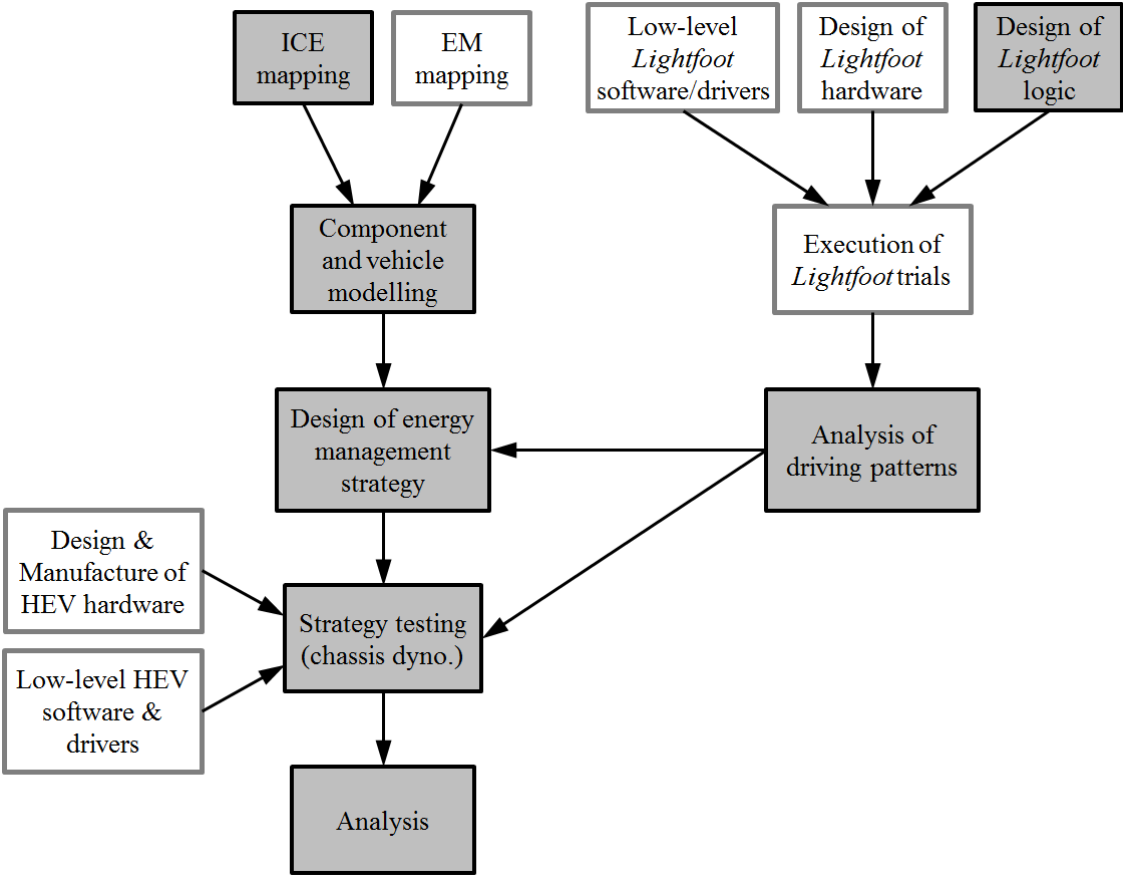 ICE
mapping
EM
mapping
Low-level
Lightfoot
software/drivers
Design of
Lightfoot
hardware
Design of
Lightfoot
logic
Component
and vehicle
modelling
Execution of
Lightfoot trials
Design of energy
management
strategy
Analysis of
driving patterns
Design &
Manufacture of
HEV hardware
Strategy testing
(chassis dyno.)
Low-level HEV
software &
drivers
Analysis